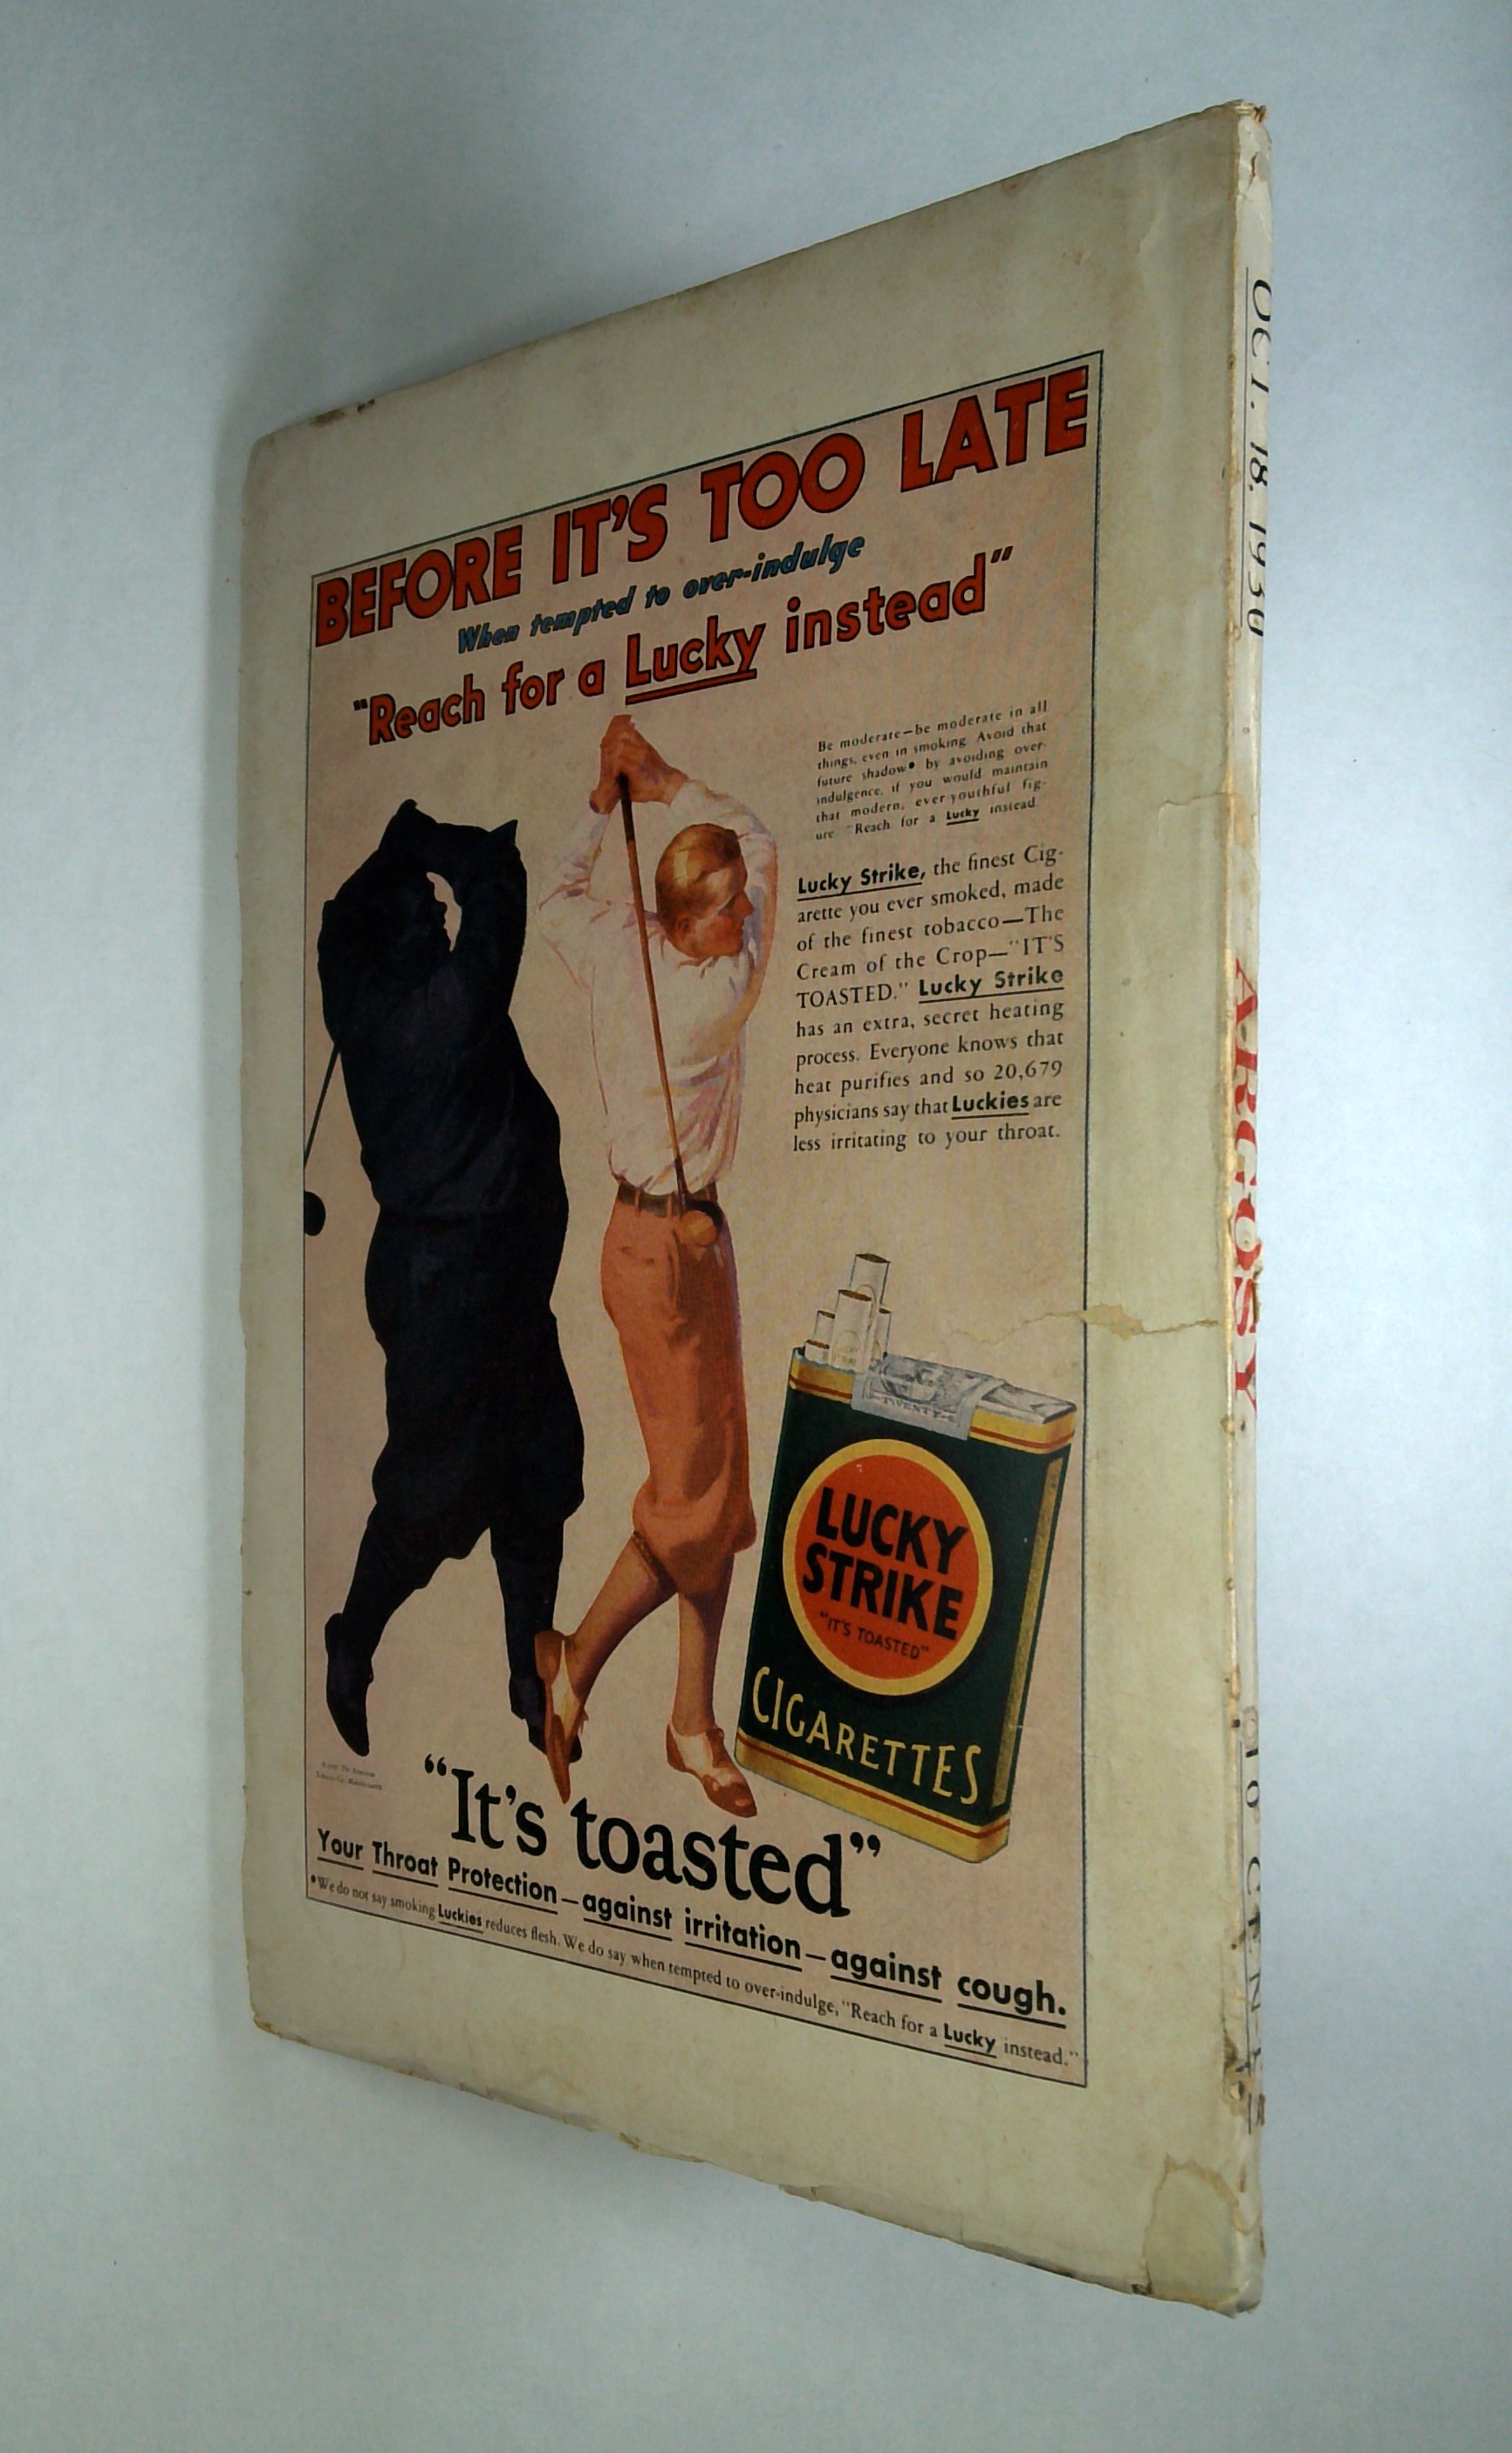 BEFORE IT'S TOO LATE
When tempted to over-indulge
"Reach for a Lucky instead"
Be moderate—be moderate in all
things, even in smoking. Avoid that
future shadow* by avoiding over-
indulgence, if you would maintain
that modern, ever-youthful fig-
ure. "Reach for a Lucky instead.
Lucky Strike, the finest Cig-
arette you ever smoked, made
of the finest tobacco—The
Cream of the Crop—"IT'S
TOASTED." Lucky Strike
has an extra, secret heating
process. Everyone knows that
heat purifies and so 20,679
physicians say that Luckies are
less irritating to your throat.
LUCKY
STRIKE
"IT'S TOASTED"
CIGARETTES
"It's toasted"
Your Throat Protection—against irritation—against cough.
*We do not say smoking Luckies reduces flesh. We do say when tempted to over-indulge, "Reach for a Lucky instead."
OCT. 18. 1930
ARGOSY
10 CENTS